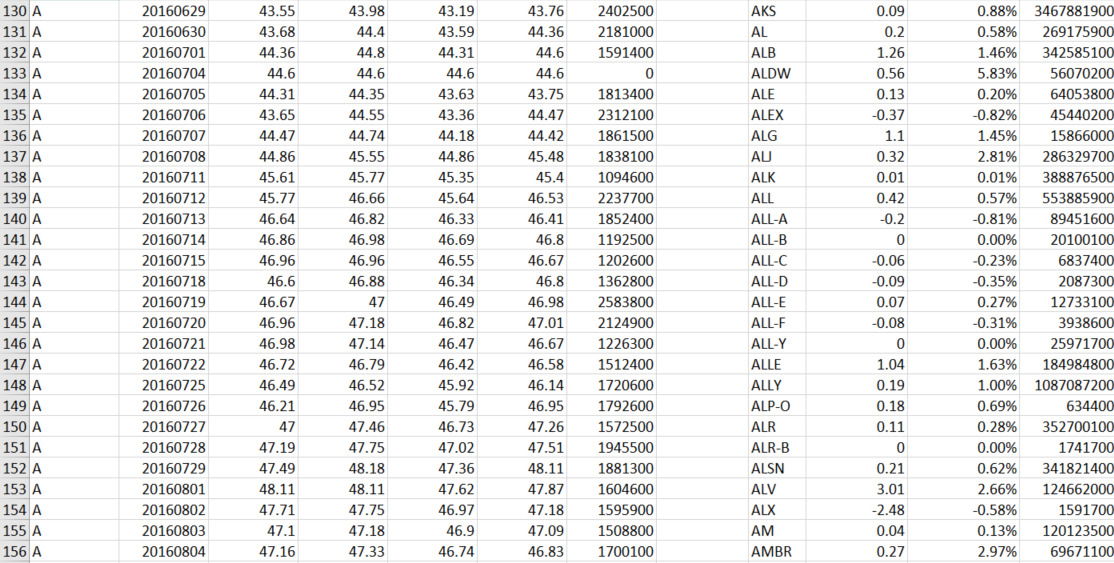 130 A 20160629 43.55 43.98 43.19 43.76 2402500 AKS 0.09 0.88% 3467881900
131 A 20160630 43.68 44.4 43.59 44.36 2181000 AL 0.2 0.58% 269175900
132 A 20160701 44.36 44.8 44.31 44.6 1591400 ALB 1.26 1.46% 342585100
133 A 20160704 44.6 44.6 44.6 44.6 0 ALDW 0.56 5.83% 56070200
134 A 20160705 44.31 44.35 43.63 43.75 1813400 ALE 0.13 0.20% 64053800
135 A 20160706 43.65 44.55 43.36 44.47 2312100 ALEX -0.37 -0.82% 45440200
136 A 20160707 44.47 44.74 44.18 44.42 1861500 ALG 1.1 1.45% 15866000
137 A 20160708 44.86 45.55 44.86 45.48 1838100 ALJ 0.32 2.81% 286329700
138 A 20160711 45.61 45.77 45.35 45.4 1094600 ALK 0.01 0.01% 388876500
139 A 20160712 45.77 46.66 45.64 46.53 2237700 ALL 0.42 0.57% 553885900
140 A 20160713 46.64 46.82 46.33 46.41 1852400 ALL-A -0.2 -0.81% 89451600
141 A 20160714 46.86 46.98 46.69 46.8 1192500 ALL-B 0 0.00% 20100100
142 A 20160715 46.96 46.96 46.55 46.67 1202600 ALL-C -0.06 -0.23% 6837400
143 A 20160718 46.6 46.88 46.34 46.8 1362800 ALL-D -0.09 -0.35% 2087300
144 A 20160719 46.67 47 46.49 46.98 2583800 ALL-E 0.07 0.27% 12733100
145 A 20160720 46.96 47.18 46.82 47.01 2124900 ALL-F -0.08 -0.31% 3938600
146 A 20160721 46.98 47.14 46.47 46.67 1226300 ALL-Y 0 0.00% 25971700
147 A 20160722 46.72 46.79 46.42 46.58 1512400 ALLE 1.04 1.63% 184984800
148 A 20160725 46.49 46.52 45.92 46.14 1720600 ALLY 0.19 1.00% 1087087200
149 A 20160726 46.21 46.95 45.79 46.95 1792600 ALP-O 0.18 0.69% 634400
150 A 20160727 47 47.46 46.73 47.26 1572500 ALR 0.11 0.28% 352700100
151 A 20160728 47.19 47.75 47.02 47.51 1945500 ALR-B 0 0.00% 1741700
152 A 20160729 47.49 48.18 47.36 48.11 1881300 ALSN 0.21 0.62% 341821400
153 A 20160801 48.11 48.11 47.62 47.87 1604600 ALV 3.01 2.66% 124662000
154 A 20160802 47.71 47.75 46.97 47.18 1595900 ALX -2.48 -0.58% 1591700
155 A 20160803 47.1 47.18 46.9 47.09 1508800 AM 0.04 0.13% 120123500
156 A 20160804 47.16 47.33 46.74 46.83 1700100 AMBR 0.27 2.97% 69671100